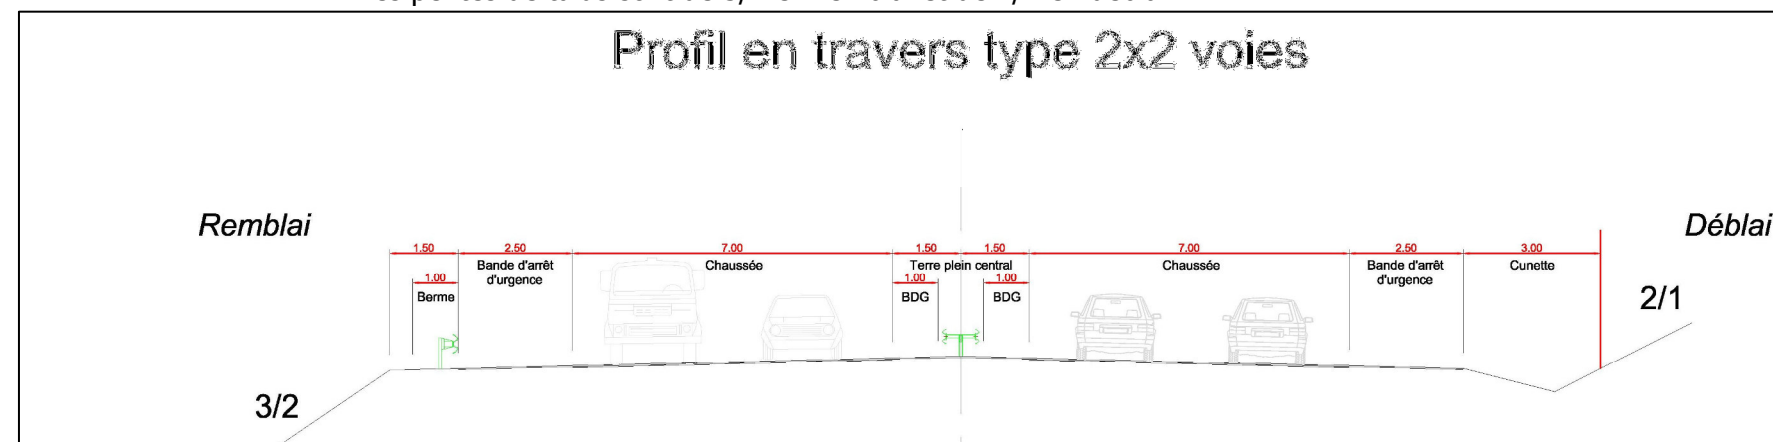 Profil en travers type 2x2 voies
Remblai
Déblai
1.50 2.50 7.00 1.50 1.50 7.00 2.50 3.00
Bande d'arrêt d'urgence
Chaussée
Terre plein central
Chaussée
Bande d'arrêt d'urgence
Cunette
1.00 1.00 1.00
Berme BDG BDG
2/1
3/2